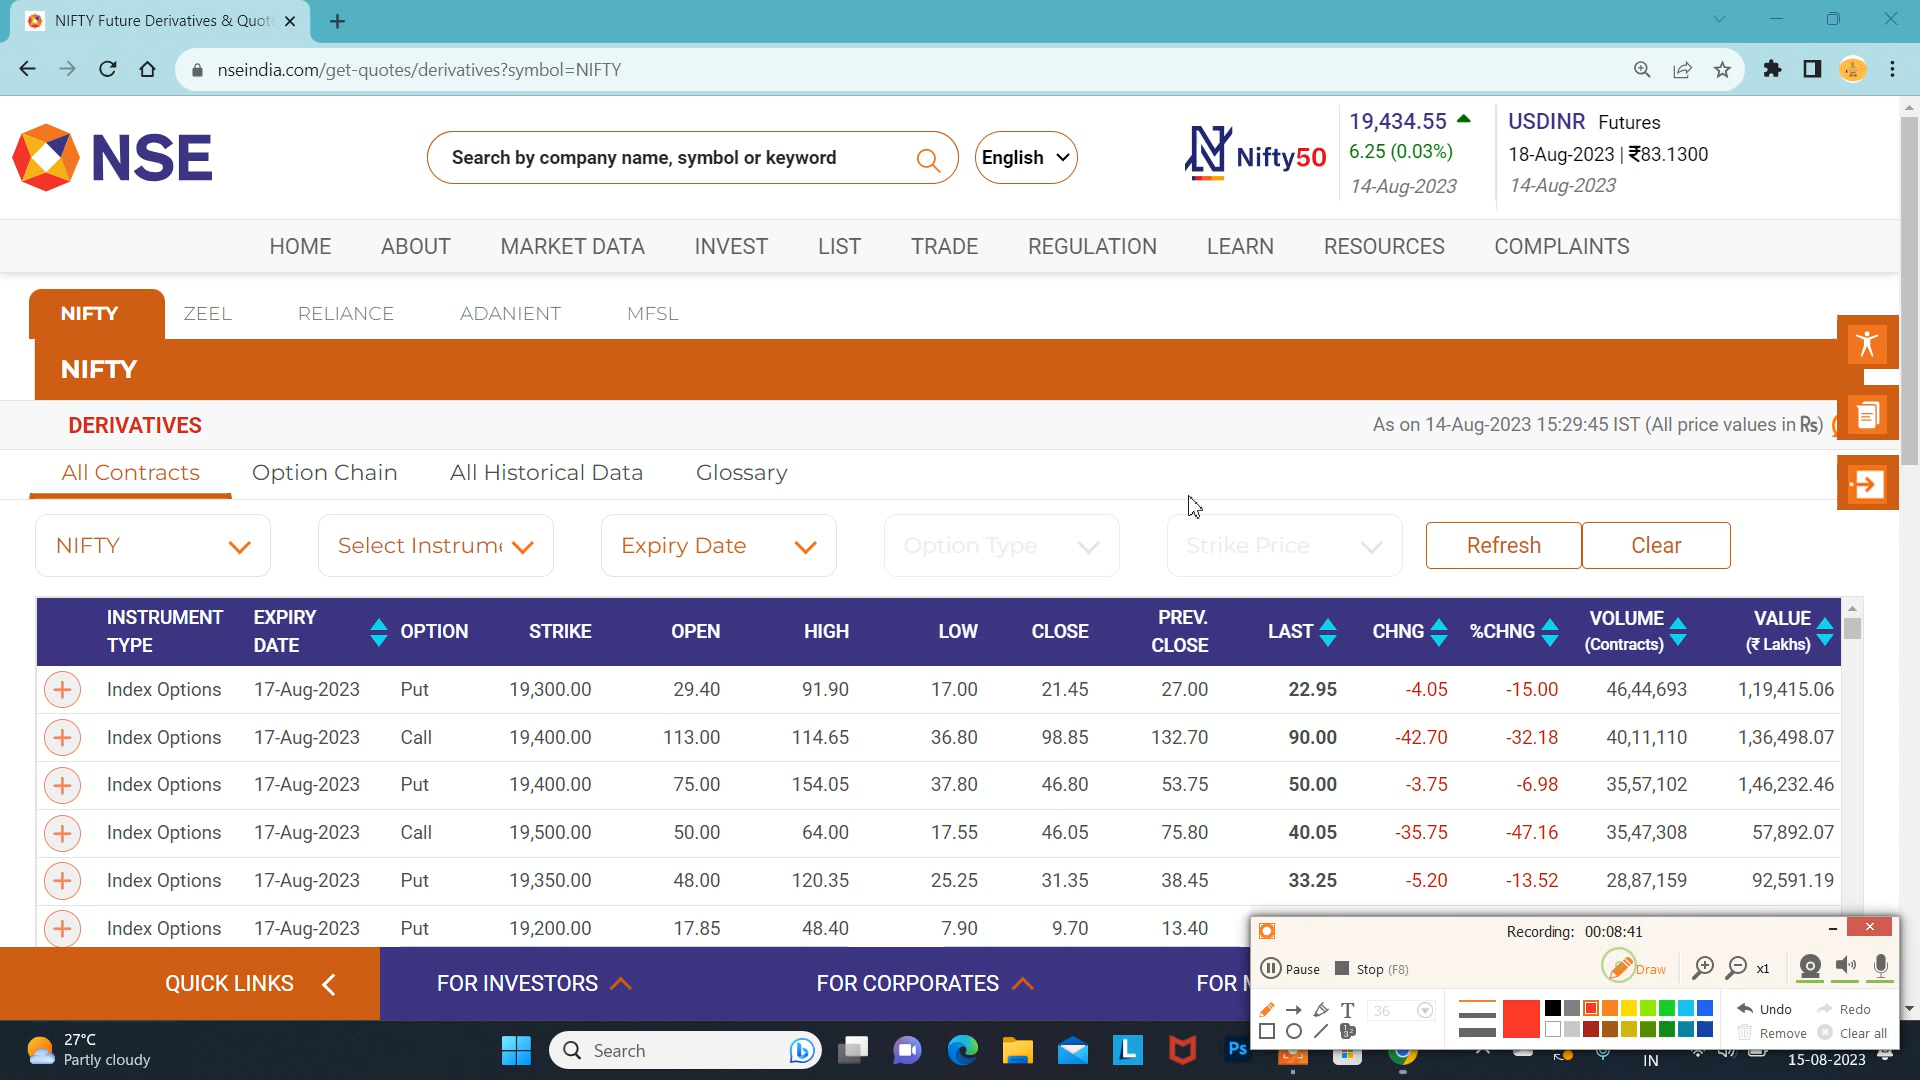 NIFTY Future Derivatives & Quot
nseindia.com/get-quotes/derivatives?symbol=NIFTY
NSE
Search by company name, symbol or keyword
English
Nifty50
19,434.55
6.25 (0.03%)
14-Aug-2023
USDINR Futures
18-Aug-2023 | ₹83.1300
14-Aug-2023
HOME ABOUT MARKET DATA INVEST LIST TRADE REGULATION LEARN RESOURCES COMPLAINTS
NIFTY ZEEL RELIANCE ADANIENT MFSL
NIFTY
DERIVATIVES
As on 14-Aug-2023 15:29:45 IST (All price values in Rs)
All Contracts Option Chain All Historical Data Glossary
NIFTY Select Instrume Expiry Date Option Type Strike Price Refresh Clear
INSTRUMENT TYPE EXPIRY DATE OPTION STRIKE OPEN HIGH LOW CLOSE PREV. CLOSE LAST CHNG %CHNG VOLUME (Contracts) VALUE (₹ Lakhs)
Index Options 17-Aug-2023 Put 19,300.00 29.40 91.90 17.00 21.45 27.00 22.95 -4.05 -15.00 46,44,693 1,19,415.06
Index Options 17-Aug-2023 Call 19,400.00 113.00 114.65 36.80 98.85 132.70 90.00 -42.70 -32.18 40,11,110 1,36,498.07
Index Options 17-Aug-2023 Put 19,400.00 75.00 154.05 37.80 46.80 53.75 50.00 -3.75 -6.98 35,57,102 1,46,232.46
Index Options 17-Aug-2023 Call 19,500.00 50.00 64.00 17.55 46.05 75.80 40.05 -35.75 -47.16 35,47,308 57,892.07
Index Options 17-Aug-2023 Put 19,350.00 48.00 120.35 25.25 31.35 38.45 33.25 -5.20 -13.52 28,87,159 92,591.19
Index Options 17-Aug-2023 Put 19,200.00 17.85 48.40 7.90 9.70 13.40
QUICK LINKS FOR INVESTORS FOR CORPORATES FOR
Recording: 00:08:41
Pause Stop (F8) Draw x1
T 36 Undo Redo
Remove Clear all
27°C
Partly cloudy
Search
L
Ps
IN
15-08-2023